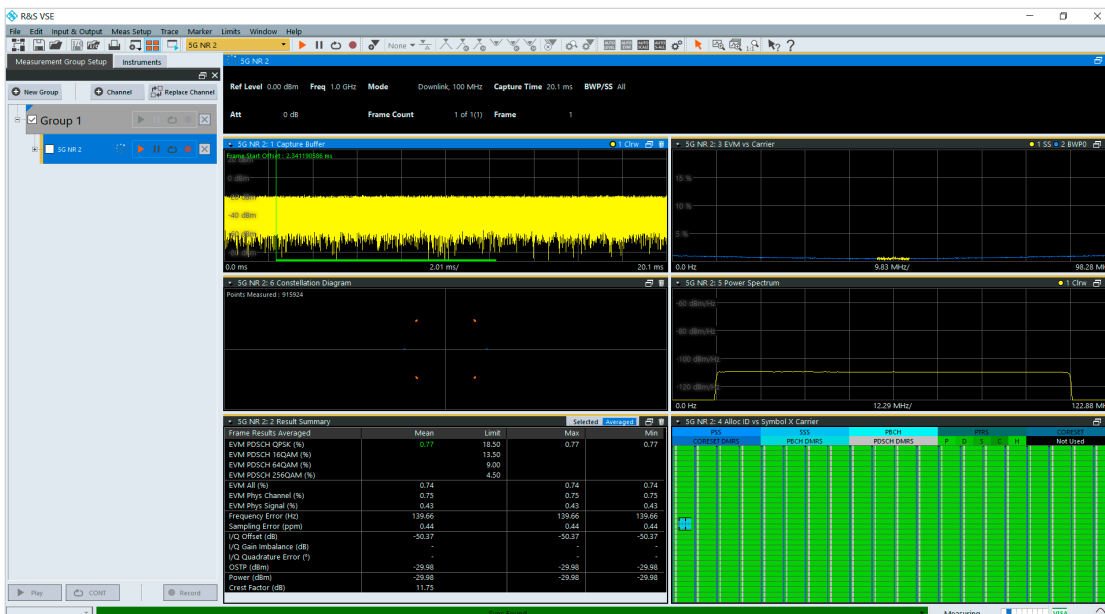 R&S VSE
File Edit Input & Output Meas Setup Trace Marker Limits Window Help
5G NR 2 None
Measurement Group Setup Instruments
New Group Channel Replace Channel
Group 1
5G NR 2
5G NR 2
Ref Level 0.00 dBm Freq 1.0 GHz Mode Downlink, 100 MHz Capture Time 20.1 ms BWP/SS All
Att 0 dB Frame Count 1 of 1(1) Frame 1
5G NR 2: 1 Capture Buffer 1 Clrw
Frame Start Offset : 2.341190586 ms
20 dBm
0 dBm
-20 dBm
-40 dBm
-60 dBm
-80 dBm
0.0 ms 2.01 ms/ 20.1 ms
5G NR 2: 3 EVM vs Carrier 1 SS 2 BWP0
15 %
10 %
5 %
0.0 Hz 9.83 MHz/ 98.28 MH
5G NR 2: 6 Constellation Diagram
Points Measured : 915924
5G NR 2: 5 Power Spectrum 1 Clrw
-60 dBm/Hz
-80 dBm/Hz
-100 dBm/Hz
-120 dBm/Hz
0.0 Hz 12.29 MHz/ 122.88 MH
5G NR 2: 2 Result Summary Selected Averaged
Frame Results Averaged Mean Limit Max Min
EVM PDSCH QPSK (%) 0.77 18.50 0.77 0.77
EVM PDSCH 16QAM (%) 13.50
EVM PDSCH 64QAM (%) 9.00
EVM PDSCH 256QAM (%) 4.50
EVM All (%) 0.74 0.74 0.74
EVM Phys Channel (%) 0.75 0.75 0.75
EVM Phys Signal (%) 0.43 0.43 0.43
Frequency Error (Hz) 139.66 139.66 139.66
Sampling Error (ppm) 0.44 0.44 0.44
I/Q Offset (dB) -50.37 -50.37 -50.37
I/Q Gain Imbalance (dB) - - -
I/Q Quadrature Error (°) - - -
OSTP (dBm) -29.98 -29.98 -29.98
Power (dBm) -29.98 -29.98 -29.98
Crest Factor (dB) 11.75
5G NR 2: 4 Alloc ID vs Symbol X Carrier
PSS SSS PBCH PTRS CORESET
CORESET DMRS PBCH DMRS PDSCH DMRS P D S C H Not Used
Play CONT Record
Sync Found Measuring VISA